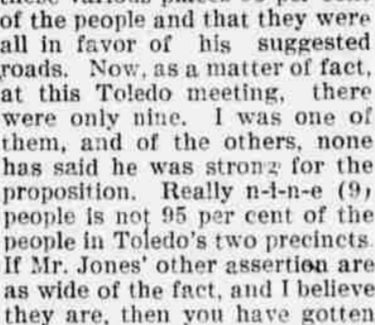 of the people and that they were
all in favor of his suggested
roads. Now, as a matter of fact,
at this Toledo meeting, there
were only nine. I was one of
them, and of the others, none
has said he was strong for the
proposition. Really n-i-n-e (9)
people is not 95 per cent of the
people in Toledo's two precincts.
If Mr. Jones' other assertion are
as wide of the fact, and I believe
they are, then you have gotten